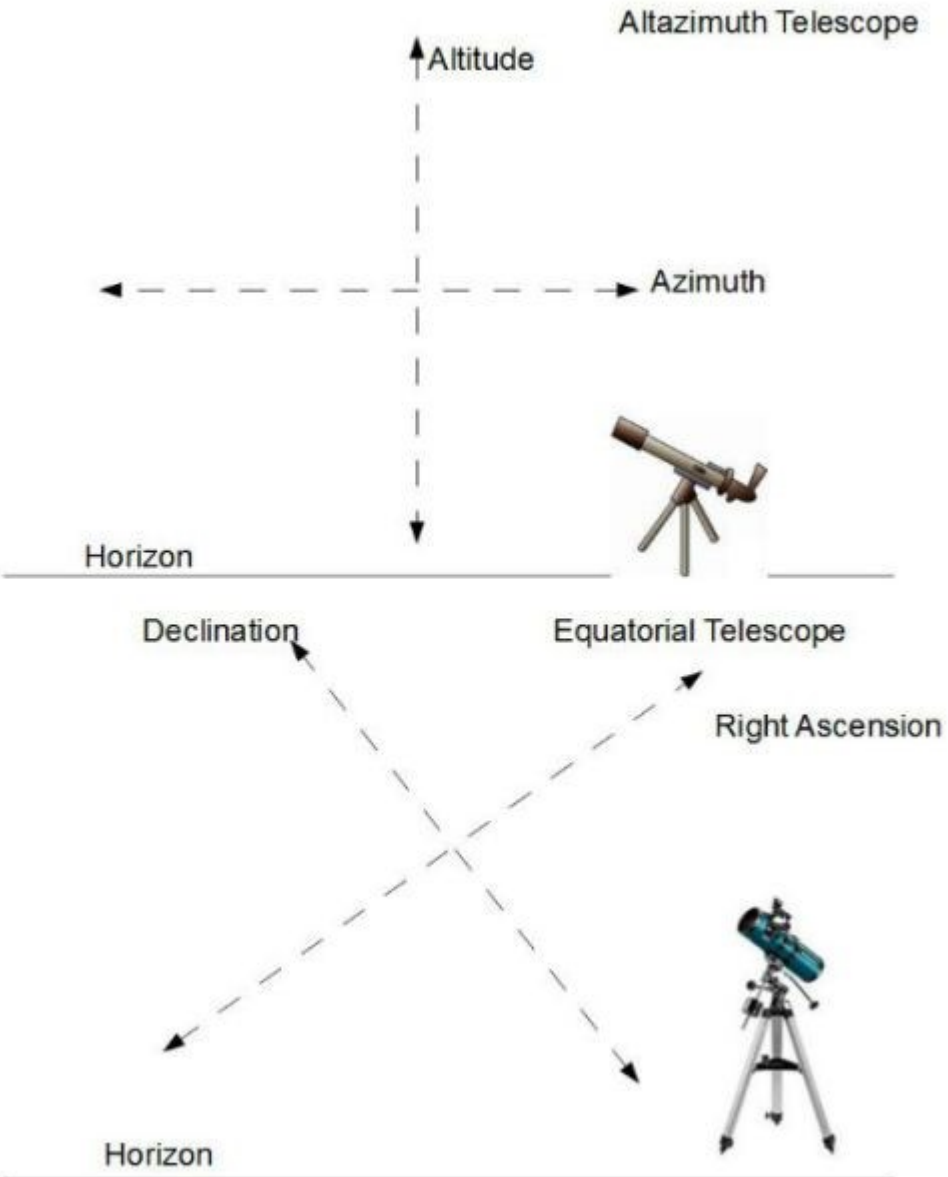 Altazimuth Telescope
Altitude
Azimuth
Horizon
Declination
Equatorial Telescope
Right Ascension
Horizon